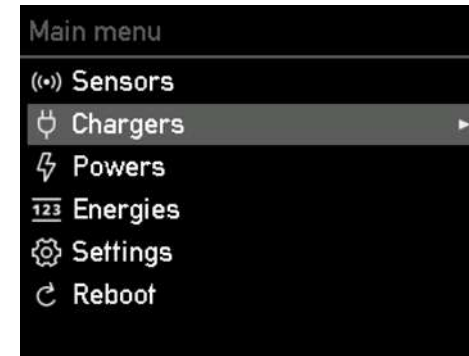 Main menu
Sensors
Chargers
Powers
123 Energies
Settings
Reboot